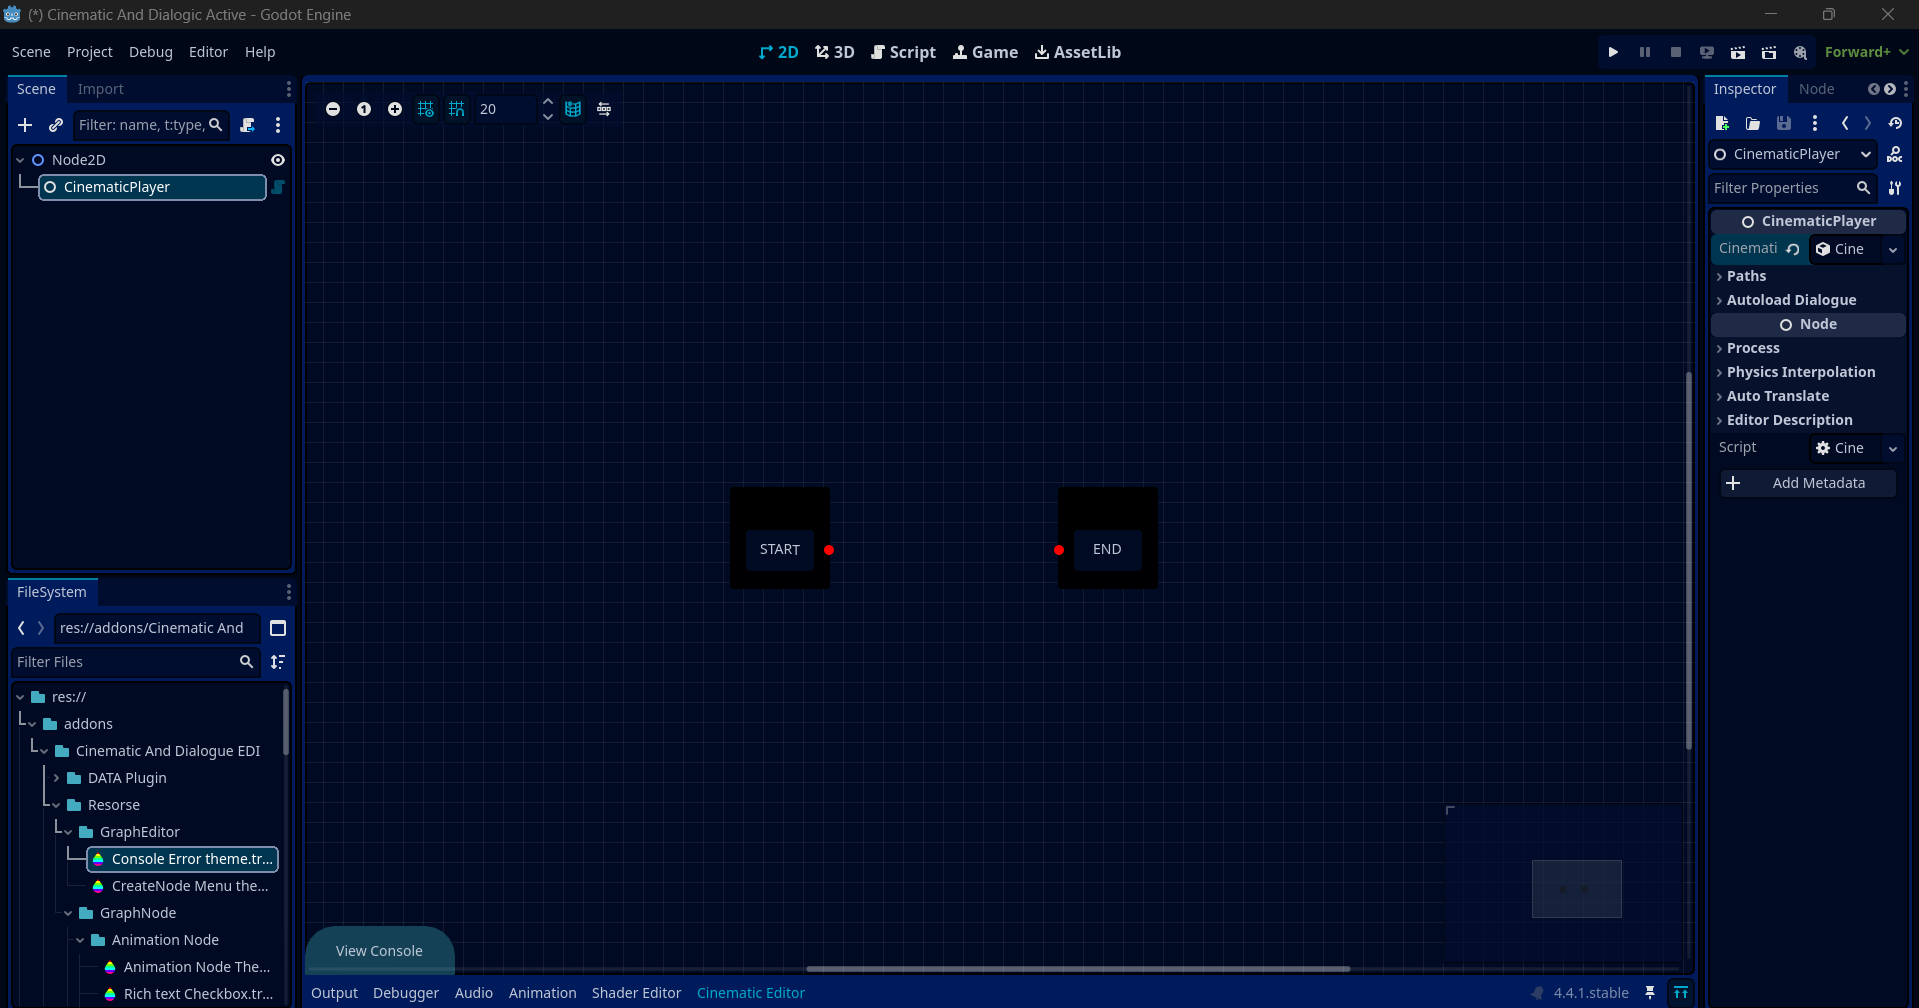 (*) Cinematic And Dialogic Active - Godot Engine
Scene Project Debug Editor Help
2D 3D Script Game AssetLib
Forward+
Scene Import
Filter: name, t:type,
Node2D
CinematicPlayer
FileSystem
res://addons/Cinematic And
Filter Files
res://
addons
Cinematic And Dialogue EDI
DATA Plugin
Resorse
GraphEditor
Console Error theme.tr...
CreateNode Menu the...
GraphNode
Animation Node
Animation Node The...
Rich text Checkbox.tr...
1
20
START
END
View Console
Output Debugger Audio Animation Shader Editor Cinematic Editor
4.4.1.stable
Inspector Node
CinematicPlayer
DOC
Filter Properties
CinematicPlayer
Cinemati Cine
Paths
Autoload Dialogue
Node
Process
Physics Interpolation
Auto Translate
Editor Description
Script Cine
Add Metadata